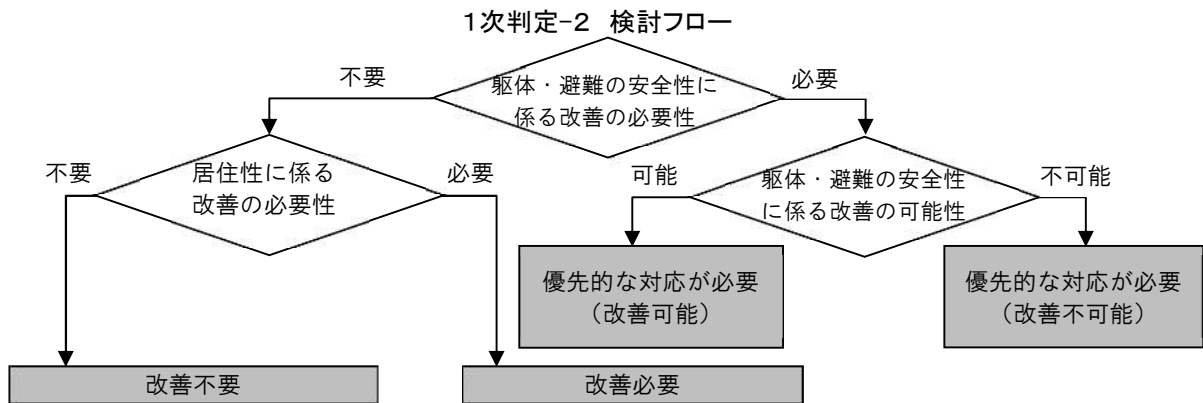 1次判定-2 検討フロー
躯体・避難の安全性に
係る改善の必要性
不要
必要
居住性に係る
改善の必要性
不要
必要
躯体・避難の安全性
に係る改善の可能性
可能
不可能
優先的な対応が必要
（改善可能）
優先的な対応が必要
（改善不可能）
改善不要
改善必要